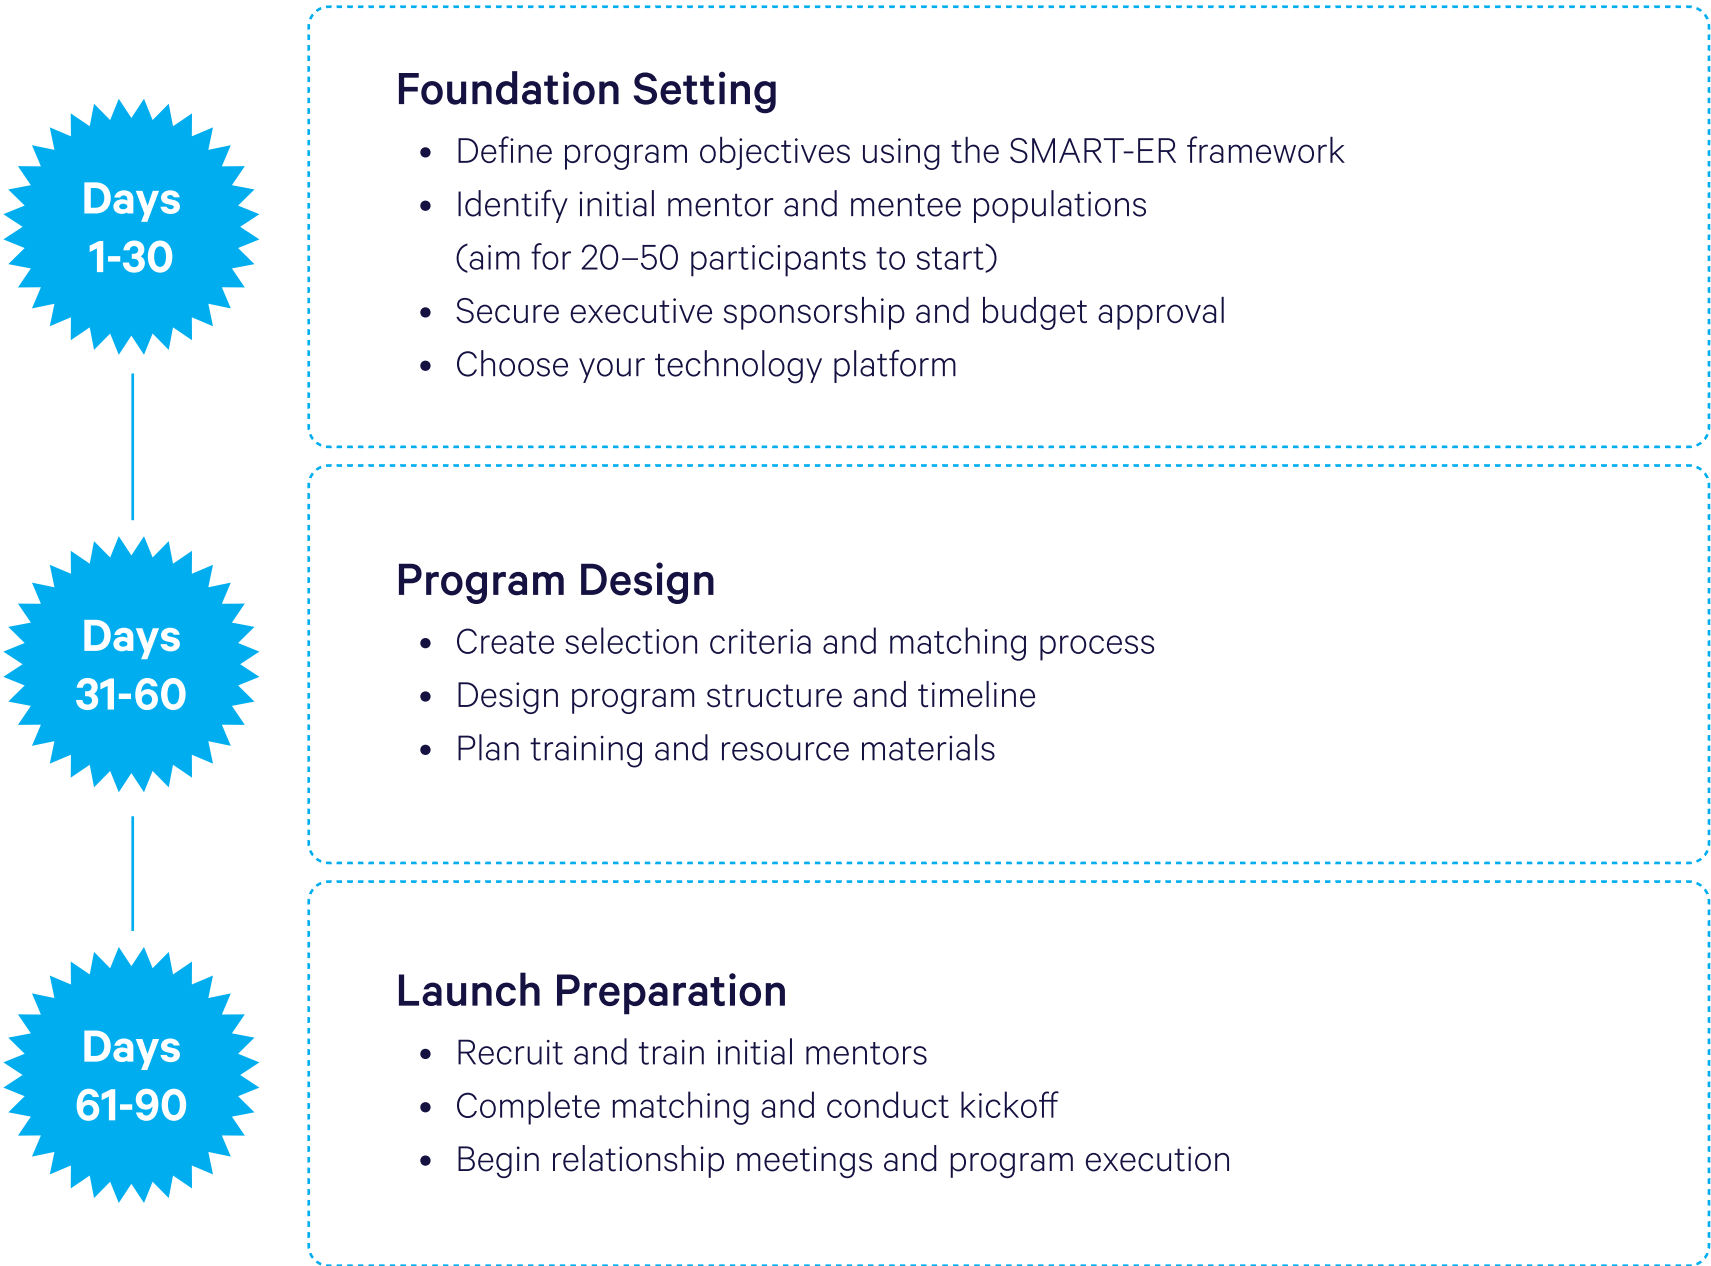 Days
1-30
Foundation Setting
• Define program objectives using the SMART-ER framework
• Identify initial mentor and mentee populations
(aim for 20–50 participants to start)
• Secure executive sponsorship and budget approval
• Choose your technology platform
Days
31-60
Program Design
• Create selection criteria and matching process
• Design program structure and timeline
• Plan training and resource materials
Days
61-90
Launch Preparation
• Recruit and train initial mentors
• Complete matching and conduct kickoff
• Begin relationship meetings and program execution